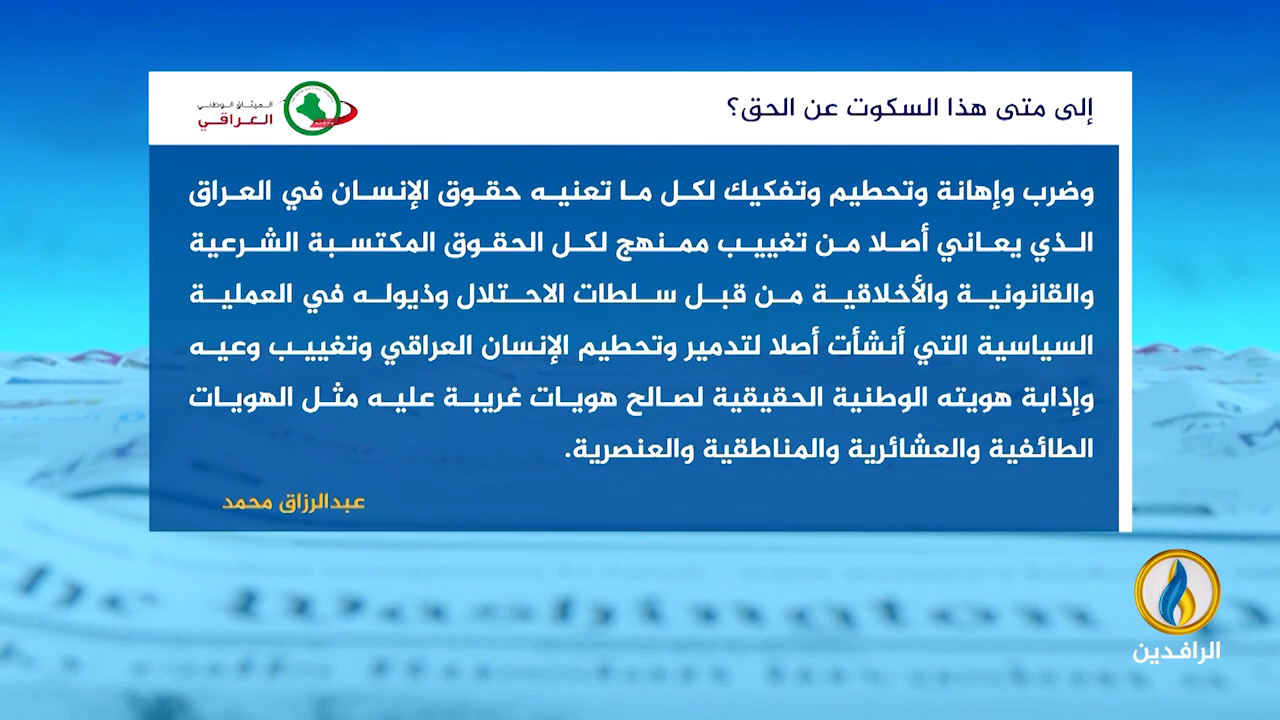 إلى متى هذا السكوت عن الحق؟
الميثاق الوطني
العراقي
وضرب وإهانة وتحطيم وتفكيك لكل ما تعنيه حقوق الإنسان في العراق
الذي يعاني أصلا من تغييب ممنهج لكل الحقوق المكتسبة الشرعية
والقانونية والأخلاقية من قبل سلطات الاحتلال وذيوله في العملية
السياسية التي أنشأت أصلا لتدمير وتحطيم الإنسان العراقي وتغييب وعيه
وإذابة هويته الوطنية الحقيقية لصالح هويات غريبة عليه مثل الهويات
الطائفية والعشائرية والمناطقية والعنصرية.
عبدالرزاق محمد
الرافدين